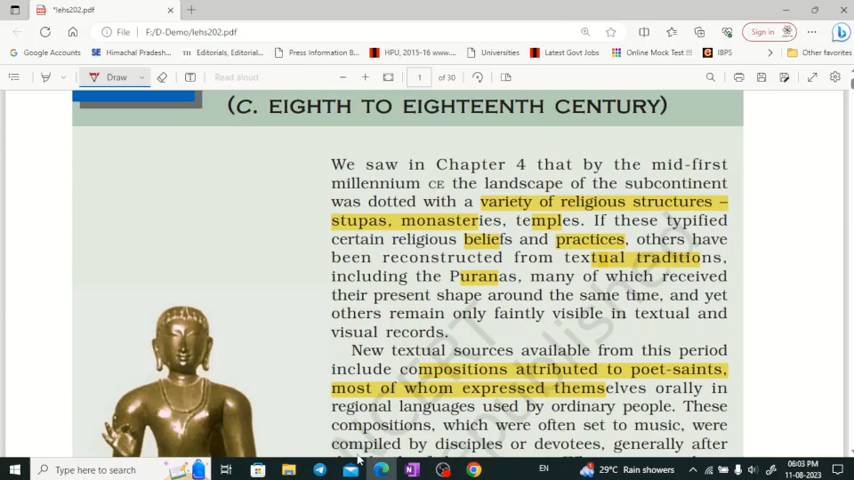 *lehs202.pdf
File
F:/D-Demo/lehs202.pdf
Sign in
Google Accounts
Himachal Pradesh...
Editorials, Editorial...
Press Information B...
HPU, 2015-16 www....
Universities
Latest Govt Jobs
Online Mock Test !!...
IBPS
Other favorites
Draw
Read aloud
1 of 30
(C. EIGHTH TO EIGHTEENTH CENTURY)
We saw in Chapter 4 that by the mid-first
millennium CE the landscape of the subcontinent
was dotted with a variety of religious structures –
stupas, monasteries, temples. If these typified
certain religious beliefs and practices, others have
been reconstructed from textual traditions,
including the Puranas, many of which received
their present shape around the same time, and yet
others remain only faintly visible in textual and
visual records.
New textual sources available from this period
include compositions attributed to poet-saints,
most of whom expressed themselves orally in
regional languages used by ordinary people. These
compositions, which were often set to music, were
compiled by disciples or devotees, generally after
NCERT
published
Type here to search
EN
29°C Rain showers
06:03 PM
11-08-2023